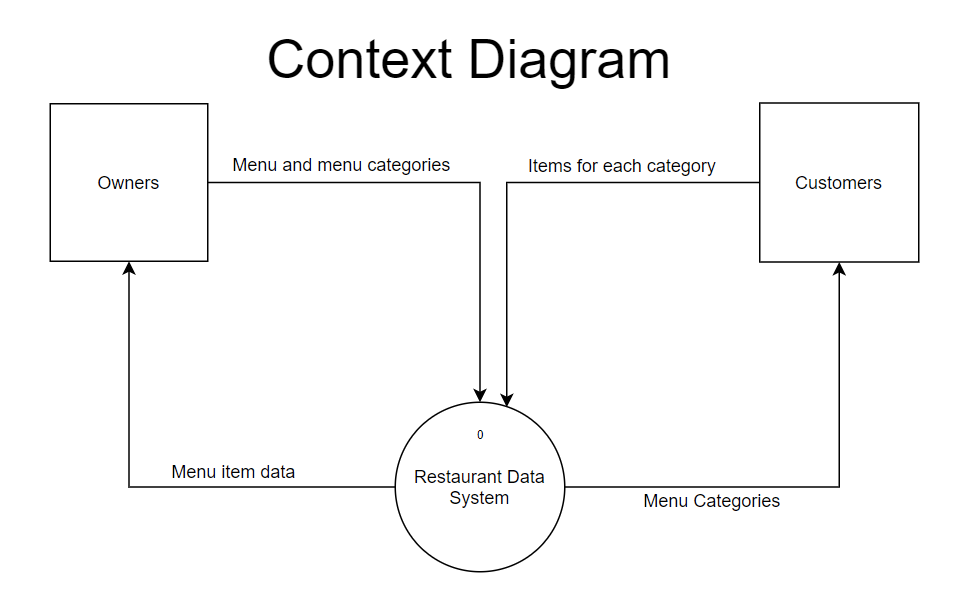 Context Diagram
Owners
Menu and menu categories
Items for each category
Customers
0
Restaurant Data
System
Menu item data
Menu Categories